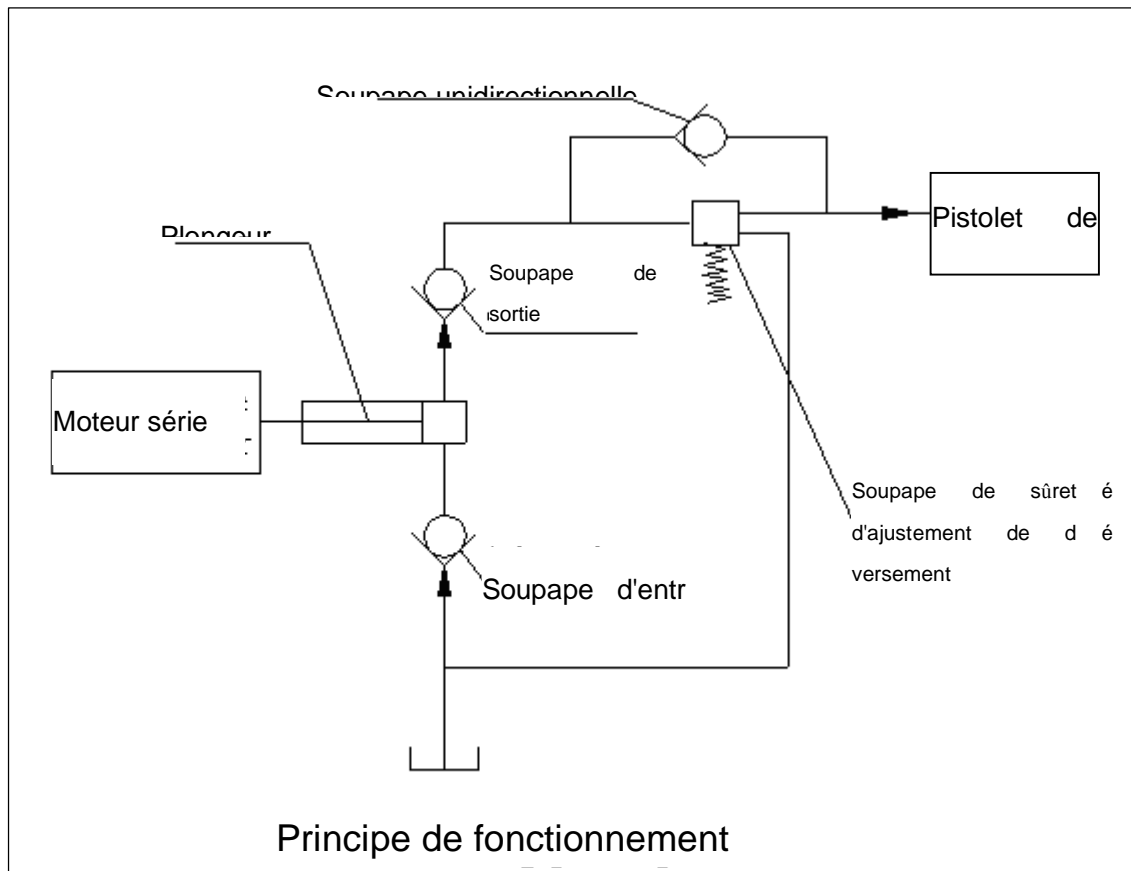 Soupape unidirectionnelle
Pistolet de
Plongeur
Soupape de
sortie
Moteur série
Soupape de sûret é
d'ajustement de d é
versement
Soupape d'entr
Principe de fonctionnement